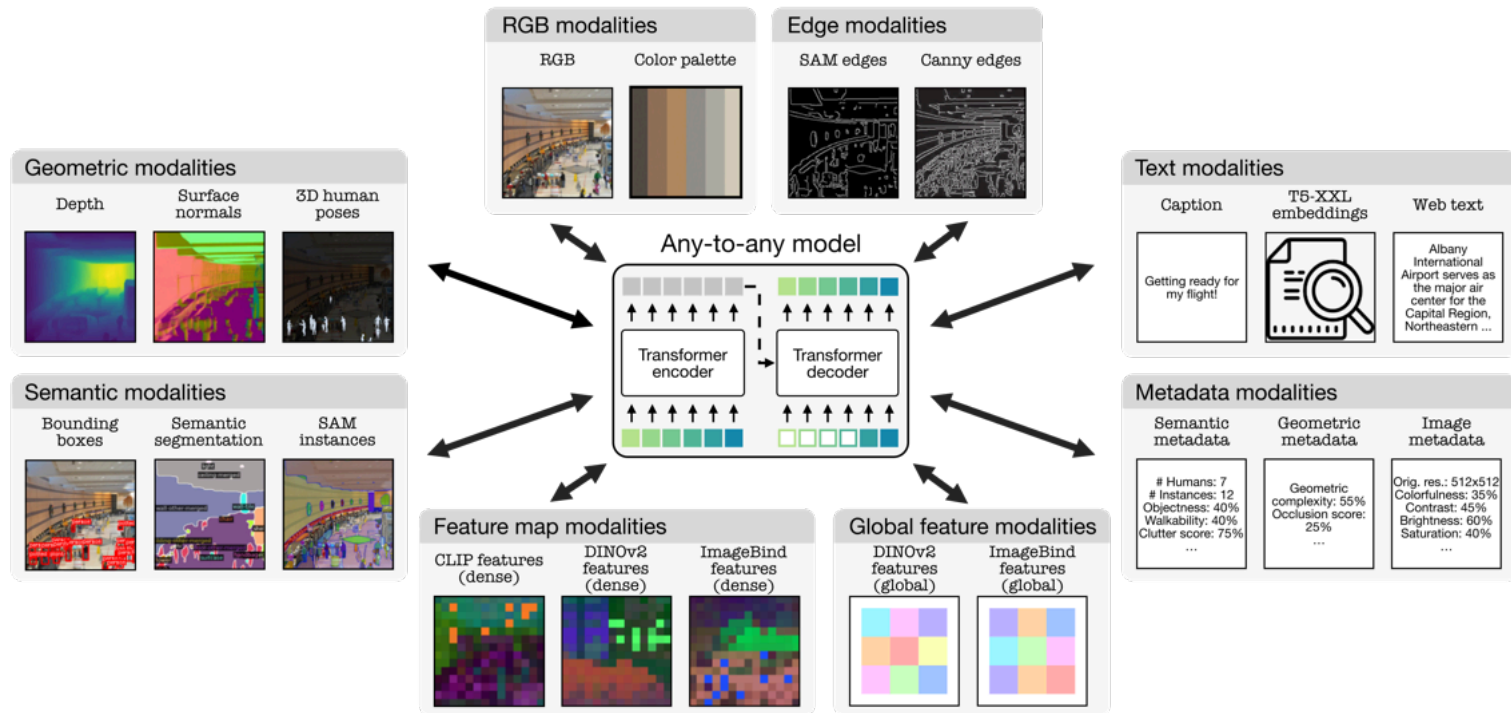 RGB modalities
RGB
Color palette
Edge modalities
SAM edges
Canny edges
Geometric modalities
Depth
Surface
normals
3D human
poses
Text modalities
Caption
T5-XXL
embeddings
Web text
Getting ready for
my flight!
Albany
International
Airport serves as
the major air
center for the
Capital Region,
Northeastern ...
Any-to-any model
Transformer
encoder
Transformer
decoder
Semantic modalities
Bounding
boxes
Semantic
segmentation
SAM
instances
Metadata modalities
Semantic
metadata
Geometric
metadata
Image
metadata
# Humans: 7
# Instances: 12
Objectness: 40%
Walkability: 40%
Clutter score: 75%
...
Geometric
complexity: 55%
Occlusion score:
25%
...
Orig. res.: 512x512
Colorfulness: 35%
Contrast: 45%
Brightness: 60%
Saturation: 40%
...
Feature map modalities
CLIP features
(dense)
DINOv2
features
(dense)
ImageBind
features
(dense)
Global feature modalities
DINOv2
features
(global)
ImageBind
features
(global)